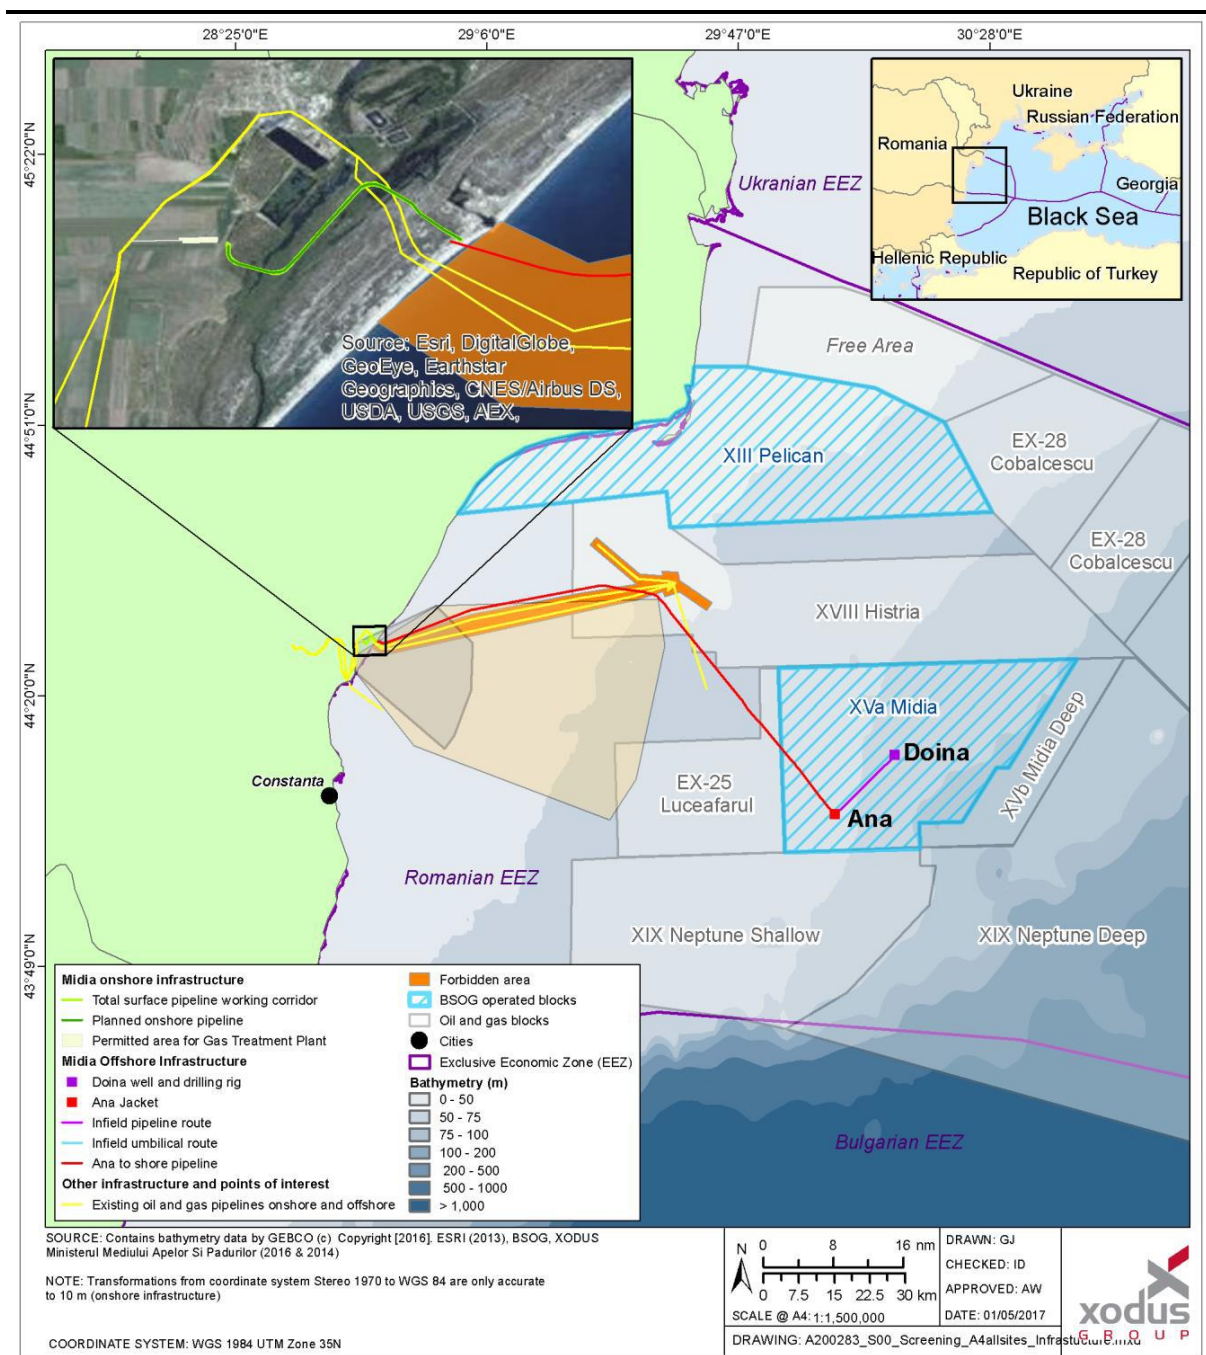 28°25'0"E
29°6'0"E
29°47'0"E
30°28'0"E
45°22'0"N
44°51'0"N
44°20'0"N
43°49'0"N
Source: Esri, DigitalGlobe,
GeoEye, Earthstar
Geographics, CNES/Airbus DS,
USDA, USGS, AEX,
Ukraine
Russian Federation
Romania
Georgia
Black Sea
Hellenic Republic
Republic of Turkey
Ukranian EEZ
Free Area
XIII Pelican
EX-28
Cobalcescu
EX-28
Cobalcescu
XVIII Histria
XVa Midia
Doina
XVb Midia Deep
EX-25
Luceafarul
Ana
Constanta
Romanian EEZ
XIX Neptune Shallow
XIX Neptune Deep
Bulgarian EEZ
Midia onshore infrastructure
Total surface pipeline working corridor
Planned onshore pipeline
Permitted area for Gas Treatment Plant
Midia Offshore Infrastructure
Doina well and drilling rig
Ana Jacket
Infield pipeline route
Infield umbilical route
Ana to shore pipeline
Other infrastructure and points of interest
Existing oil and gas pipelines onshore and offshore
Forbidden area
BSOG operated blocks
Oil and gas blocks
Cities
Exclusive Economic Zone (EEZ)
Bathymetry (m)
0 - 50
50 - 75
75 - 100
100 - 200
200 - 500
500 - 1000
> 1,000
SOURCE: Contains bathymetry data by GEBCO (c) Copyright [2016]. ESRI (2013), BSOG, XODUS
Ministerul Mediului Apelor Si Padurilor (2016 & 2014)
NOTE: Transformations from coordinate system Stereo 1970 to WGS 84 are only accurate
to 10 m (onshore infrastructure)
COORDINATE SYSTEM: WGS 1984 UTM Zone 35N
N
0 8 16 nm
0 7.5 15 22.5 30 km
SCALE @ A4: 1:1,500,000
DRAWN: GJ
CHECKED: ID
APPROVED: AW
DATE: 01/05/2017
DRAWING: A200283_S00_Screening_A4allsites_Infrastucture.mxd
xodus
GROUP